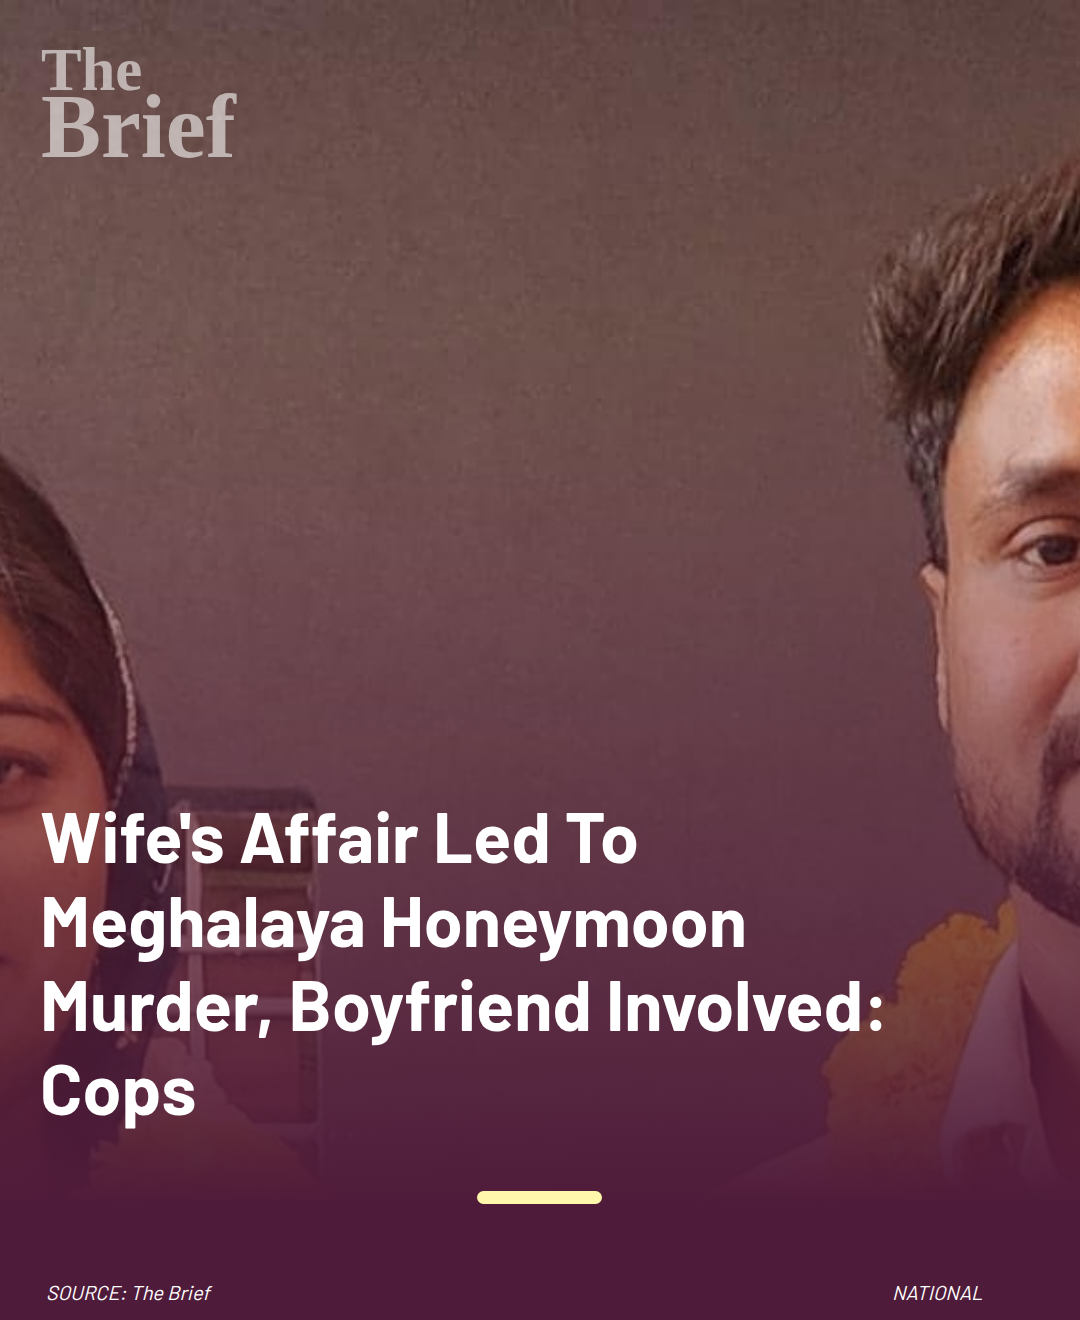 The
Brief
Wife's Affair Led To
Meghalaya Honeymoon
Murder, Boyfriend Involved:
Cops
SOURCE: The Brief
NATIONAL